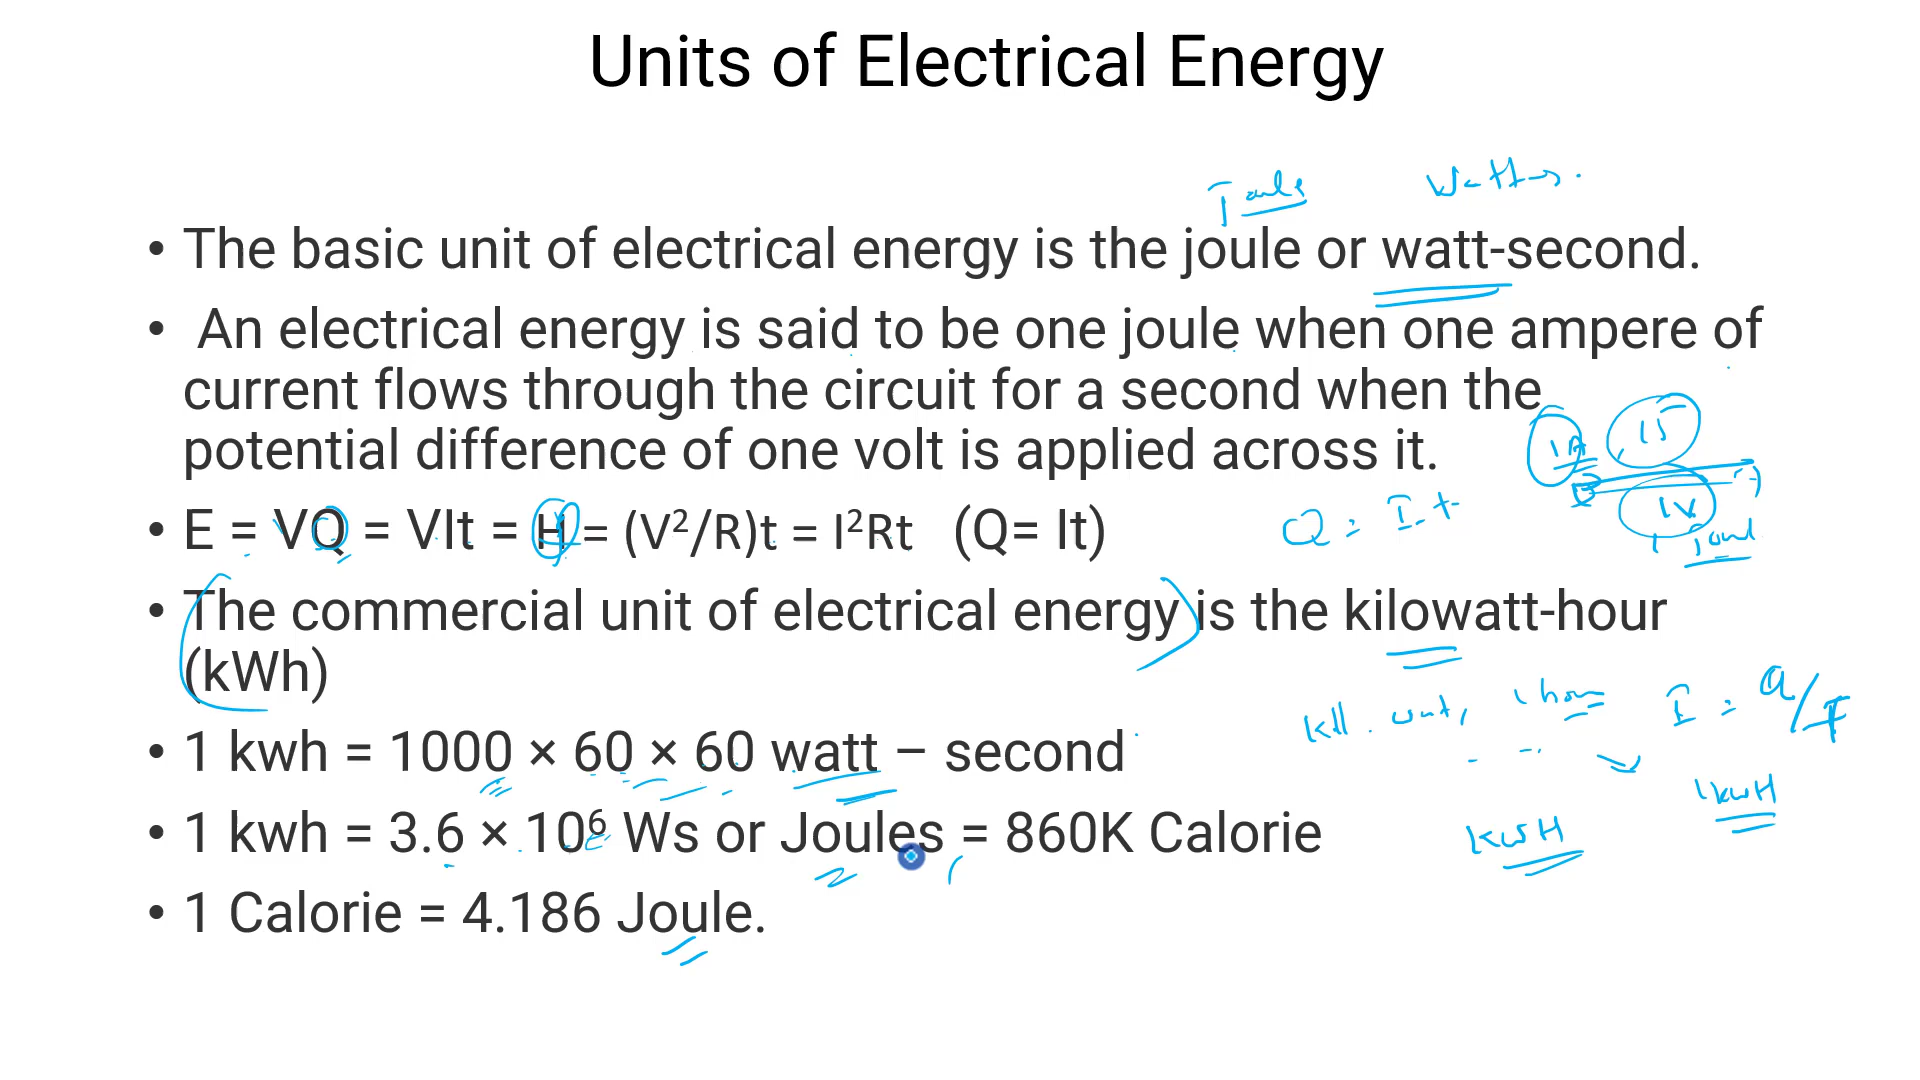 Units of Electrical Energy
Joule
• The basic unit of electrical energy is the joule or watt-second.
• An electrical energy is said to be one joule when one ampere of
current flows through the circuit for a second when the
potential difference of one volt is applied across it.
1A
1V
• E = VQ = VIt = H = (V²/R)t = I²Rt (Q= It)
Q = I.t
• The commercial unit of electrical energy is the kilowatt-hour
(kWh)
1 hour
I =
• 1 kwh = 1000 × 60 × 60 watt – second
1kwH
• 1 kwh = 3.6 × 10⁶ Ws or Joules = 860K Calorie
kwH
• 1 Calorie = 4.186 Joule.